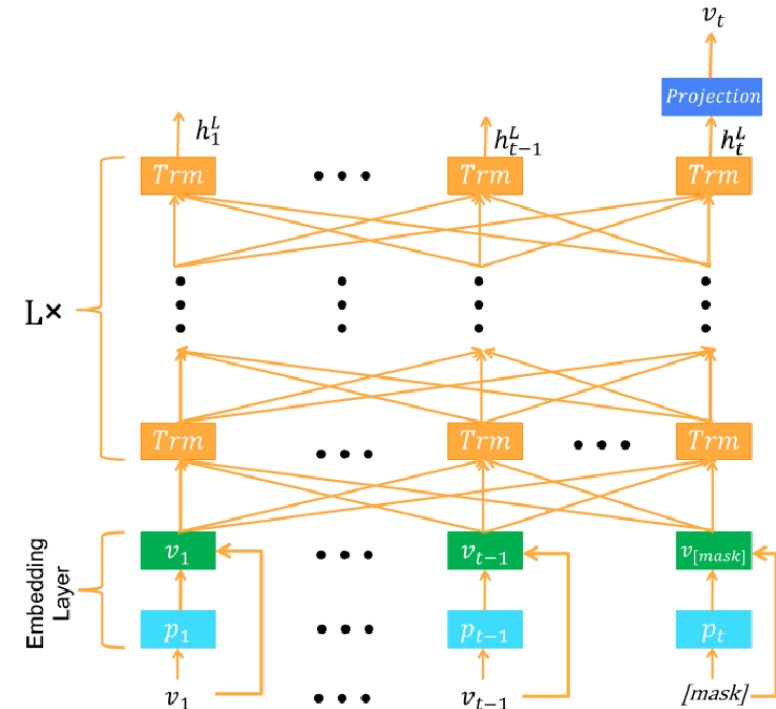 v_t
Projection
h_1^L
h_{t-1}^L
h_t^L
Trm
Trm
Trm
L×
Trm
Trm
Trm
Embedding
Layer
v_1
v_{t-1}
v_{[mask]}
p_1
p_{t-1}
p_t
v_1
v_{t-1}
[mask]